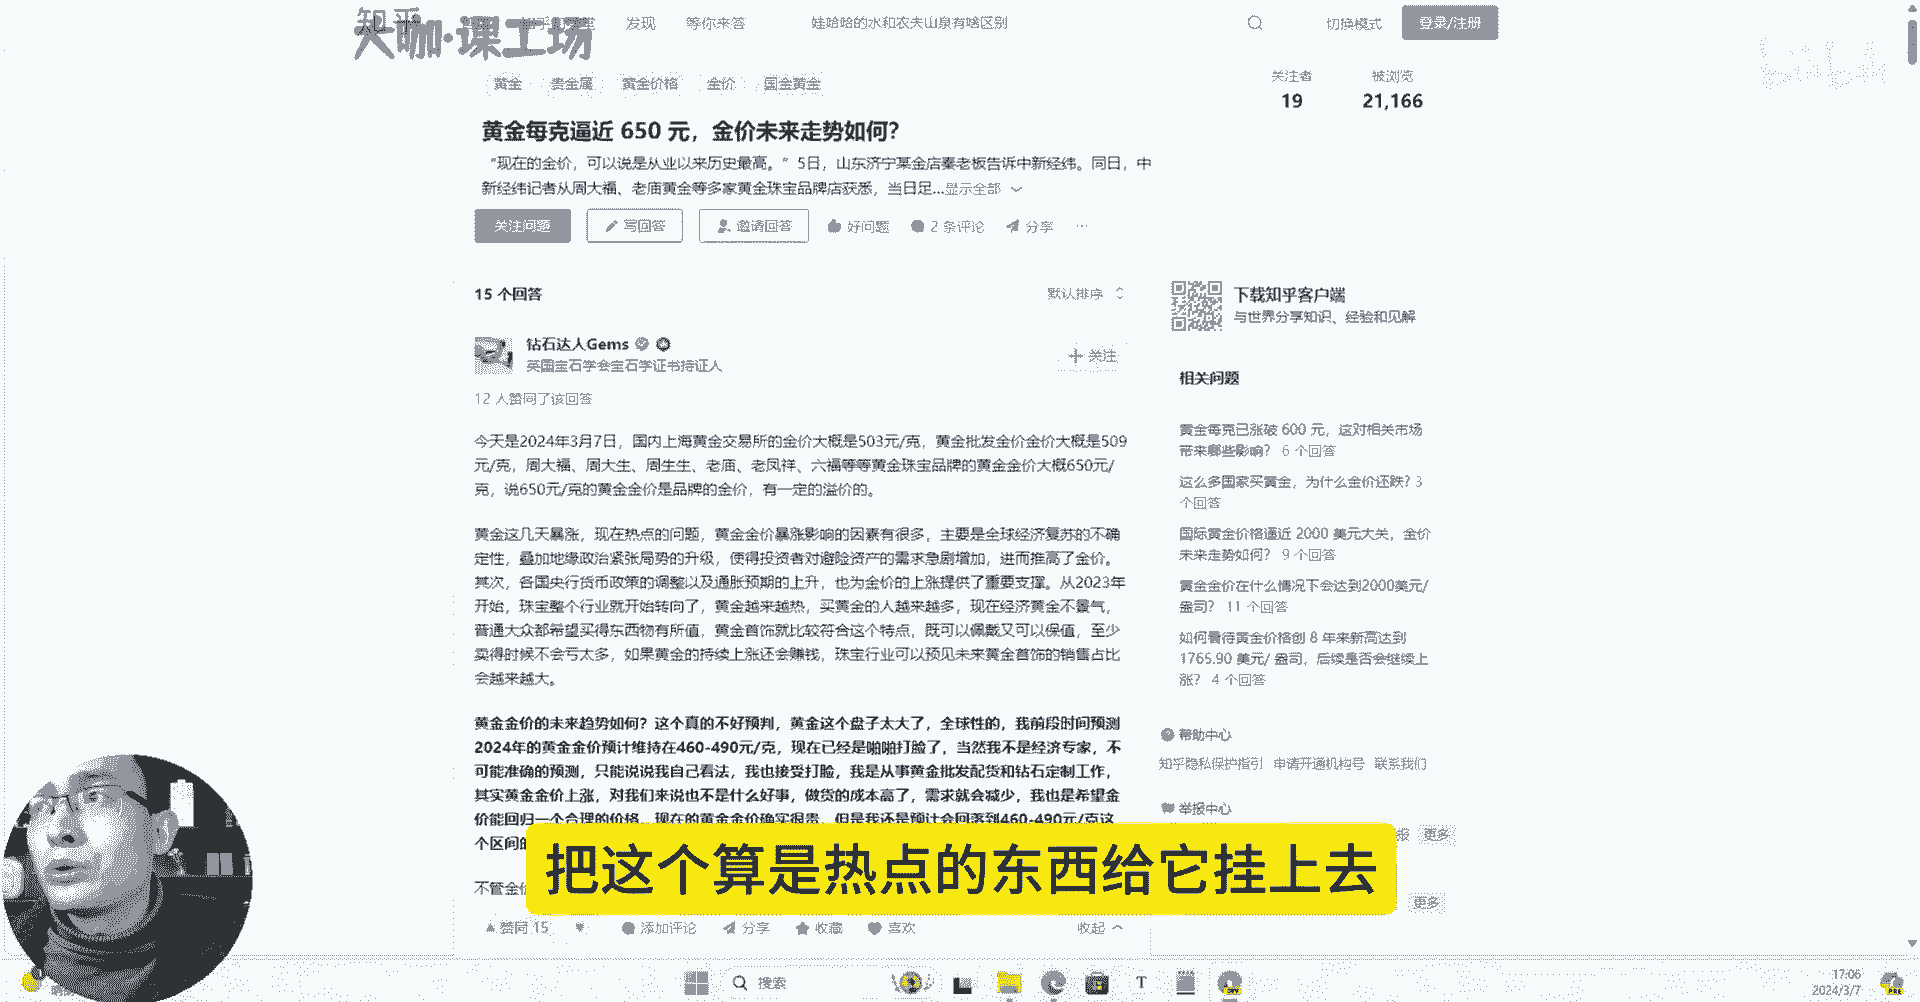 知乎
大咖·课工场
发现
等你来答
娃哈哈的水和农夫山泉有啥区别
切换模式
登录/注册
黄金
贵金属
黄金价格
金价
国金黄金
关注者
19
被浏览
21,166
黄金每克逼近 650 元，金价未来走势如何？
“现在的金价，可以说是从业以来历史最高。”5日，山东济宁某金店秦老板告诉中新经纬。同日，中
新经纬记者从周大福、老庙黄金等多家黄金珠宝品牌店获悉，当日足...显示全部
关注问题
写回答
邀请回答
好问题
2 条评论
分享
15 个回答
默认排序
钻石达人Gems
英国宝石学会宝石学证书持证人
关注
12 人赞同了该回答
今天是2024年3月7日，国内上海黄金交易所的金价大概是503元/克，黄金批发金价金价大概是509
元/克，周大福、周大生、周生生、老庙、老凤祥、六福等等黄金珠宝品牌的黄金金价大概650元/
克，说650元/克的黄金金价是品牌的金价，有一定的溢价的。
黄金这几天暴涨，现在热点的问题，黄金金价暴涨影响的因素有很多，主要是全球经济复苏的不确
定性，叠加地缘政治紧张局势的升级，使得投资者对避险资产的需求急剧增加，进而推高了金价。
其次，各国央行货币政策的调整以及通胀预期的上升，也为金价的上涨提供了重要支撑。从2023年
开始，珠宝整个行业就开始转向了，黄金越来越热，买黄金的人越来越多，现在经济黄金不景气，
普通大众都希望买得东西物有所值，黄金首饰就比较符合这个特点，既可以佩戴又可以保值，至少
卖得时候不会亏太多，如果黄金的持续上涨还会赚钱，珠宝行业可以预见未来黄金首饰的销售占比
会越来越大。
黄金金价的未来趋势如何？这个真的不好预判，黄金这个盘子太大了，全球性的，我前段时间预测
2024年的黄金金价预计维持在460-490元/克，现在已经是啪啪打脸了，当然我不是经济专家，不
可能准确的预测，只能说说我自己看法，我也接受打脸，我是从事黄金批发配货和钻石定制工作，
其实黄金金价上涨，对我们来说也不是什么好事，做货的成本高了，需求就会减少，我也是希望金
价能回归一个合理的价格，现在的黄金金价确实很贵，但是我还是预计会回落到460-490元/克这
个区间的
不管金价
把这个算是热点的东西给它挂上去
赞同 15
添加评论
分享
收藏
喜欢
收起
下载知乎客户端
与世界分享知识、经验和见解
相关问题
黄金每克已涨破 600 元，这对相关市场
带来哪些影响？ 6 个回答
这么多国家买黄金，为什么金价还跌？3
个回答
国际黄金价格逼近 2000 美元大关，金价
未来走势如何？ 9 个回答
黄金金价在什么情况下会达到2000美元/
盎司？ 11 个回答
如何看待黄金价格创 8 年来新高达到
1765.90 美元/ 盎司，后续是否会继续上
涨？ 4 个回答
帮助中心
知乎隐私保护指引 申请开通机构号 联系我们
举报中心
报 更多
更多
搜索
17:06
2024/3/7